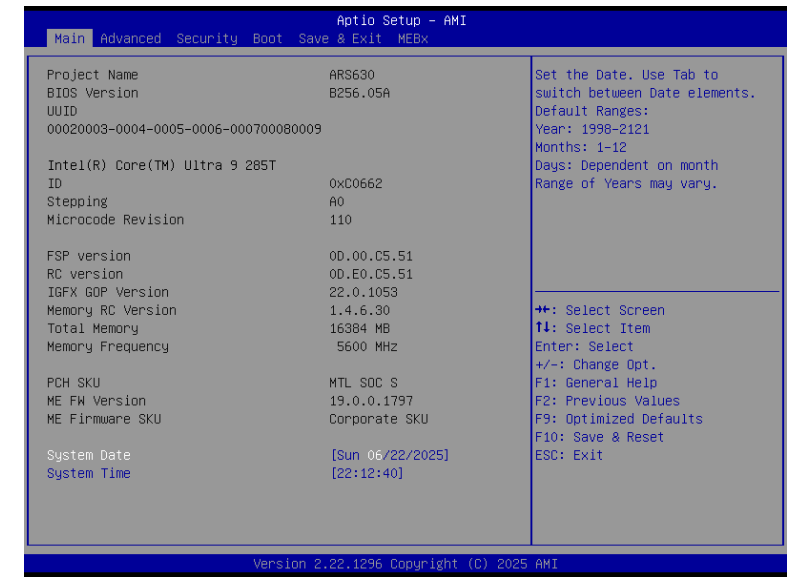 Aptio Setup - AMI
Main Advanced Security Boot Save & Exit MEBx
Project Name ARS630
BIOS Version B256.05A
UUID
00020003-0004-0005-0006-000700080009
Intel(R) Core(TM) Ultra 9 285T
ID 0xC0662
Stepping A0
Microcode Revision 110
FSP version 0D.00.C5.51
RC version 0D.E0.C5.51
IGFX GOP Version 22.0.1053
Memory RC Version 1.4.6.30
Total Memory 16384 MB
Memory Frequency 5600 MHz
PCH SKU MTL SOC S
ME FW Version 19.0.0.1797
ME Firmware SKU Corporate SKU
System Date [Sun 06/22/2025]
System Time [22:12:40]
Set the Date. Use Tab to
switch between Date elements.
Default Ranges:
Year: 1998-2121
Months: 1-12
Days: Dependent on month
Range of Years may vary.
→←: Select Screen
↑↓: Select Item
Enter: Select
+/-: Change Opt.
F1: General Help
F2: Previous Values
F9: Optimized Defaults
F10: Save & Reset
ESC: Exit
Version 2.22.1296 Copyright (C) 2025 AMI